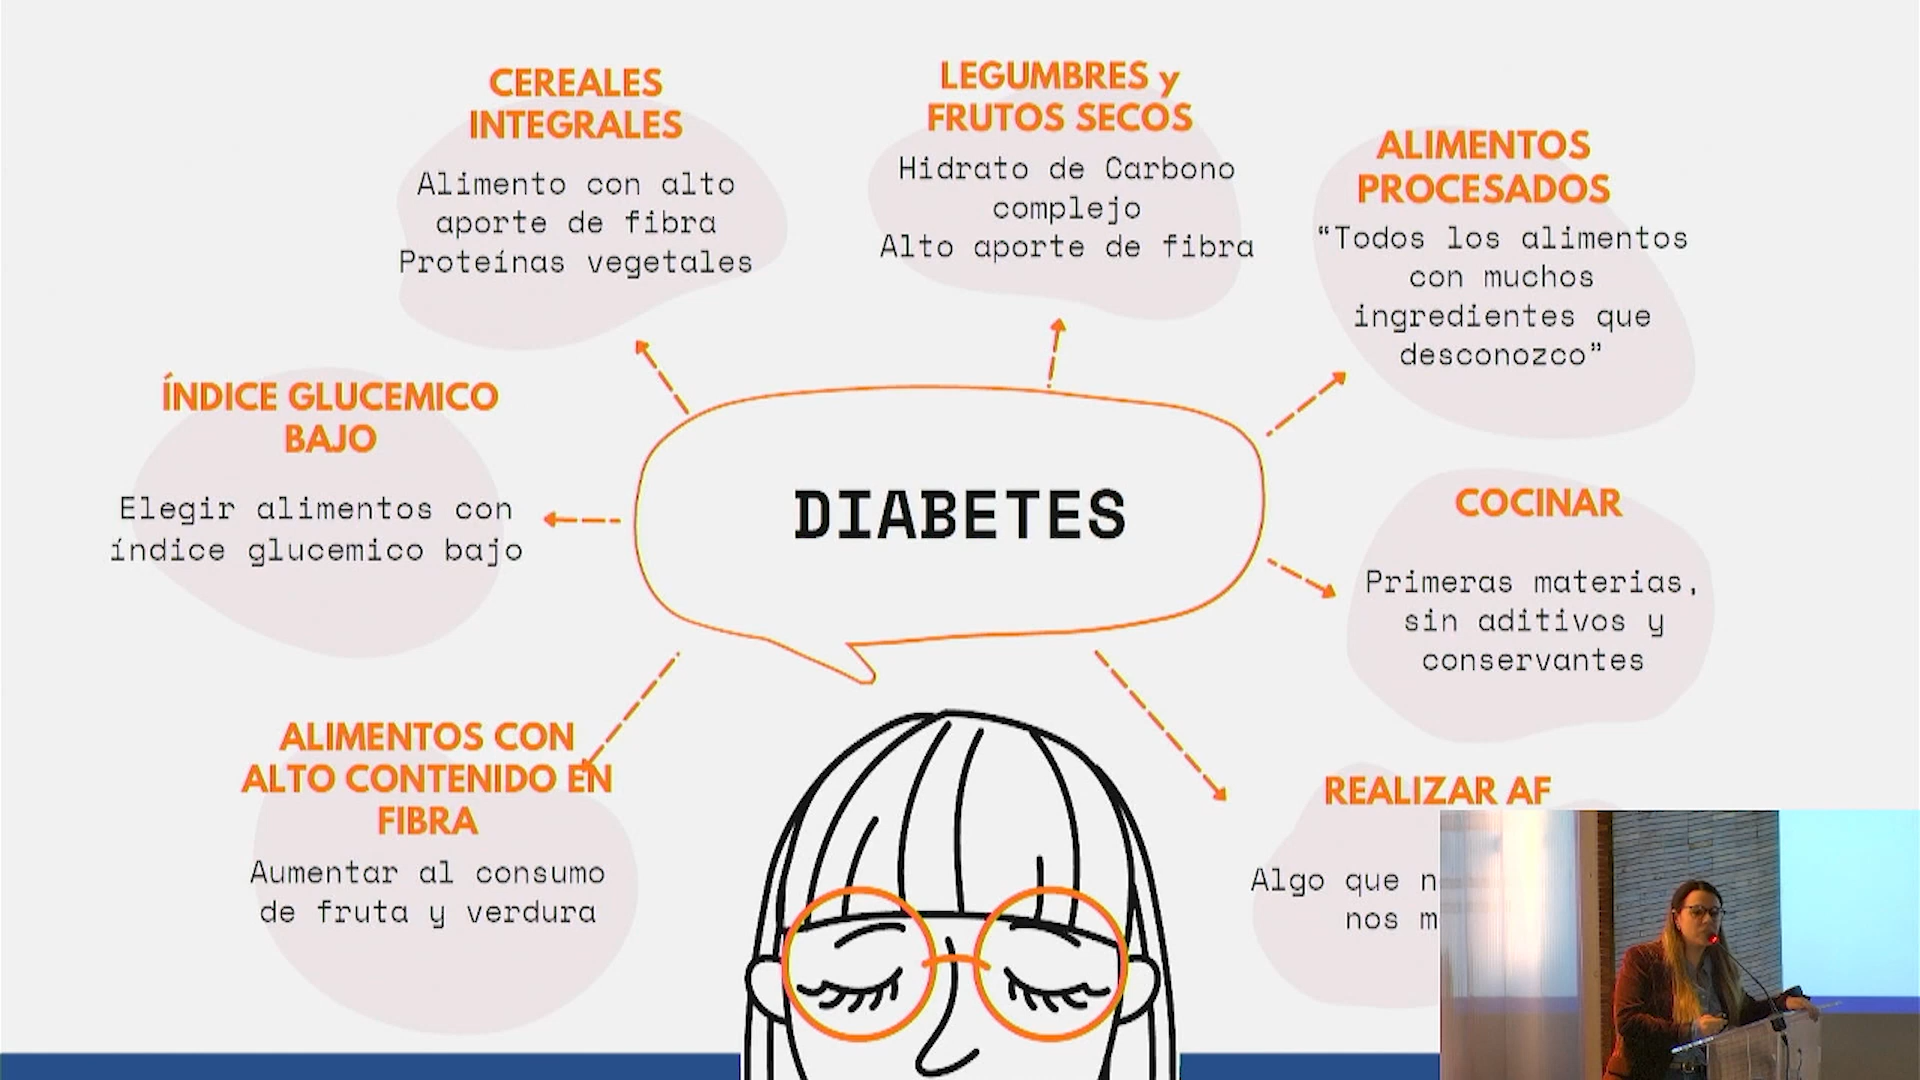 CEREALES
INTEGRALES
Alimento con alto
aporte de fibra
Proteínas vegetales
LEGUMBRES y
FRUTOS SECOS
Hidrato de Carbono
complejo
Alto aporte de fibra
ALIMENTOS
PROCESADOS
“Todos los alimentos
con muchos
ingredientes que
desconozco”
ÍNDICE GLUCEMICO
BAJO
Elegir alimentos con
índice glucemico bajo
DIABETES
COCINAR
Primeras materias,
sin aditivos y
conservantes
ALIMENTOS CON
ALTO CONTENIDO EN
FIBRA
Aumentar al consumo
de fruta y verdura
REALIZAR AF
Algo que
nos